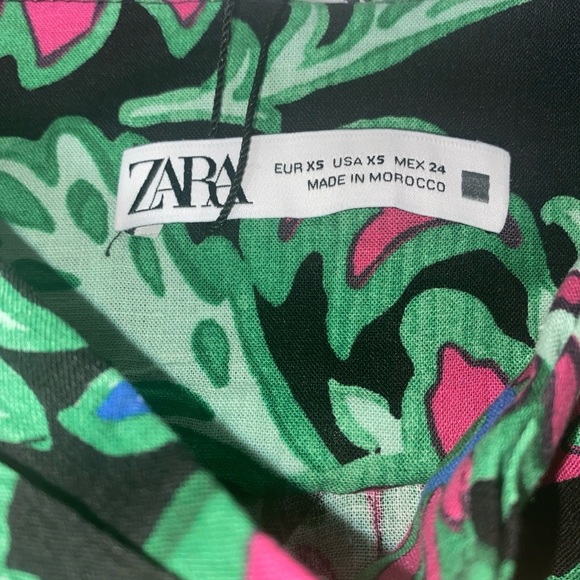 ZARA
EUR XS USA XS MEX 24
MADE IN MOROCCO